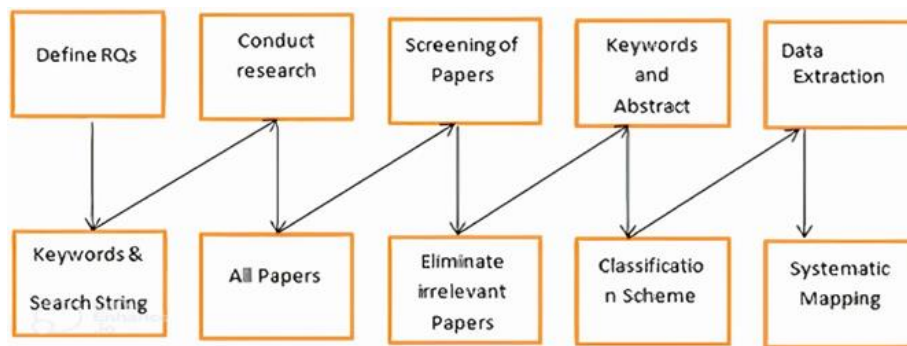 Define RQs
Conduct
research
Screening of
Papers
Keywords
and
Abstract
Data
Extraction
Keywords &
Search String
All Papers
Eliminate
irrelevant
Papers
Classificatio
n Scheme
Systematic
Mapping